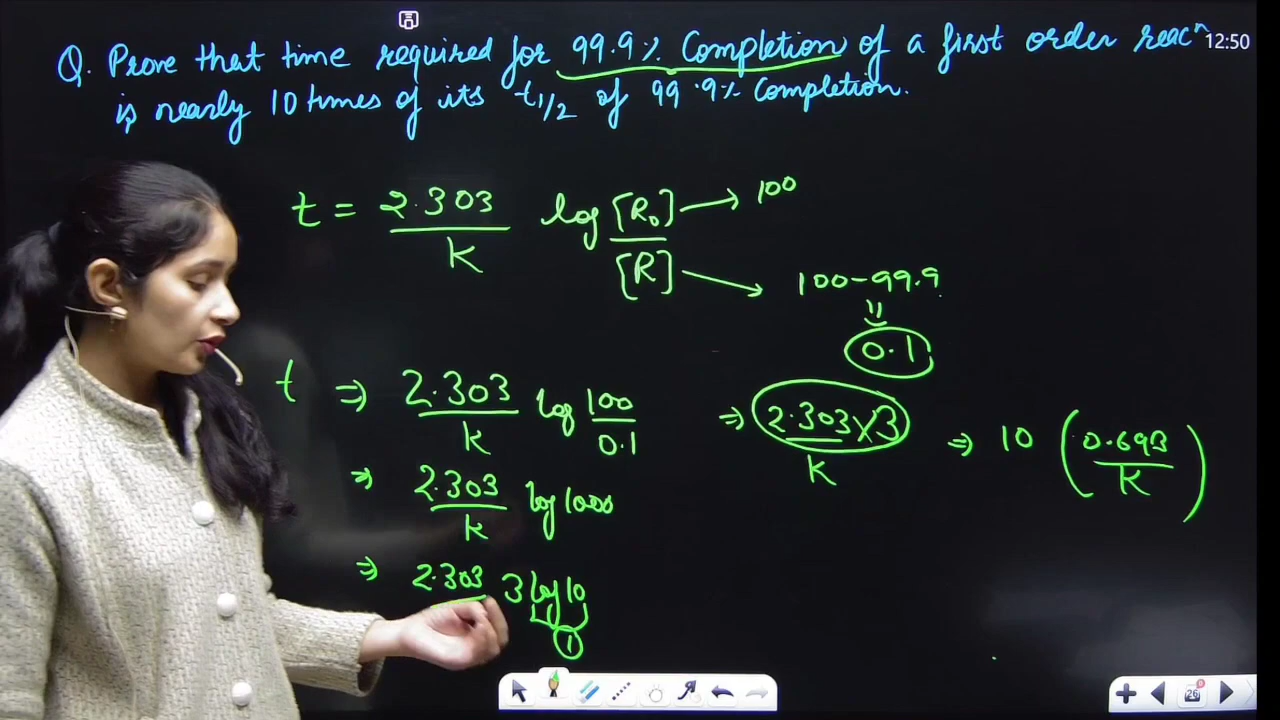 12:50
Q. Prove that time required for 99.9% Completion of a first order reacⁿ
is nearly 10 times of its t1/2 of 99.9% Completion.
t = 2.303/K log [R₀]/[R]
→ 100
→ 100-99.9
"
0.1
t ⇒ 2.303/K log 100/0.1
⇒ 2.303/K log 1000
⇒ 2.303 3 log 10
1
⇒ 2.303×3/K ⇒ 10 (0.693/K)
26